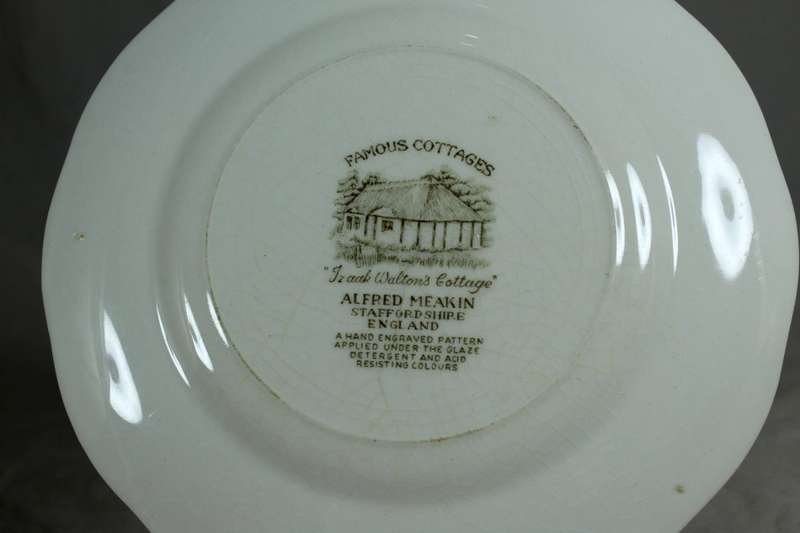 FAMOUS COTTAGES
"Izaak Walton's Cottage"
ALFRED MEAKIN
STAFFORDSHIRE
ENGLAND
A HAND ENGRAVED PATTERN
APPLIED UNDER THE GLAZE
DETERGENT AND ACID
RESISTING COLOURS